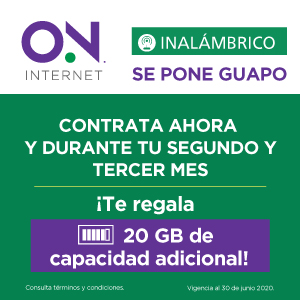 ON.
INTERNET
INALÁMBRICO
SE PONE GUAPO
CONTRATA AHORA
Y DURANTE TU SEGUNDO Y
TERCER MES
¡Te regala
20 GB de
capacidad adicional!
Consulta términos y condiciones.
Vigencia al 30 de junio 2020.